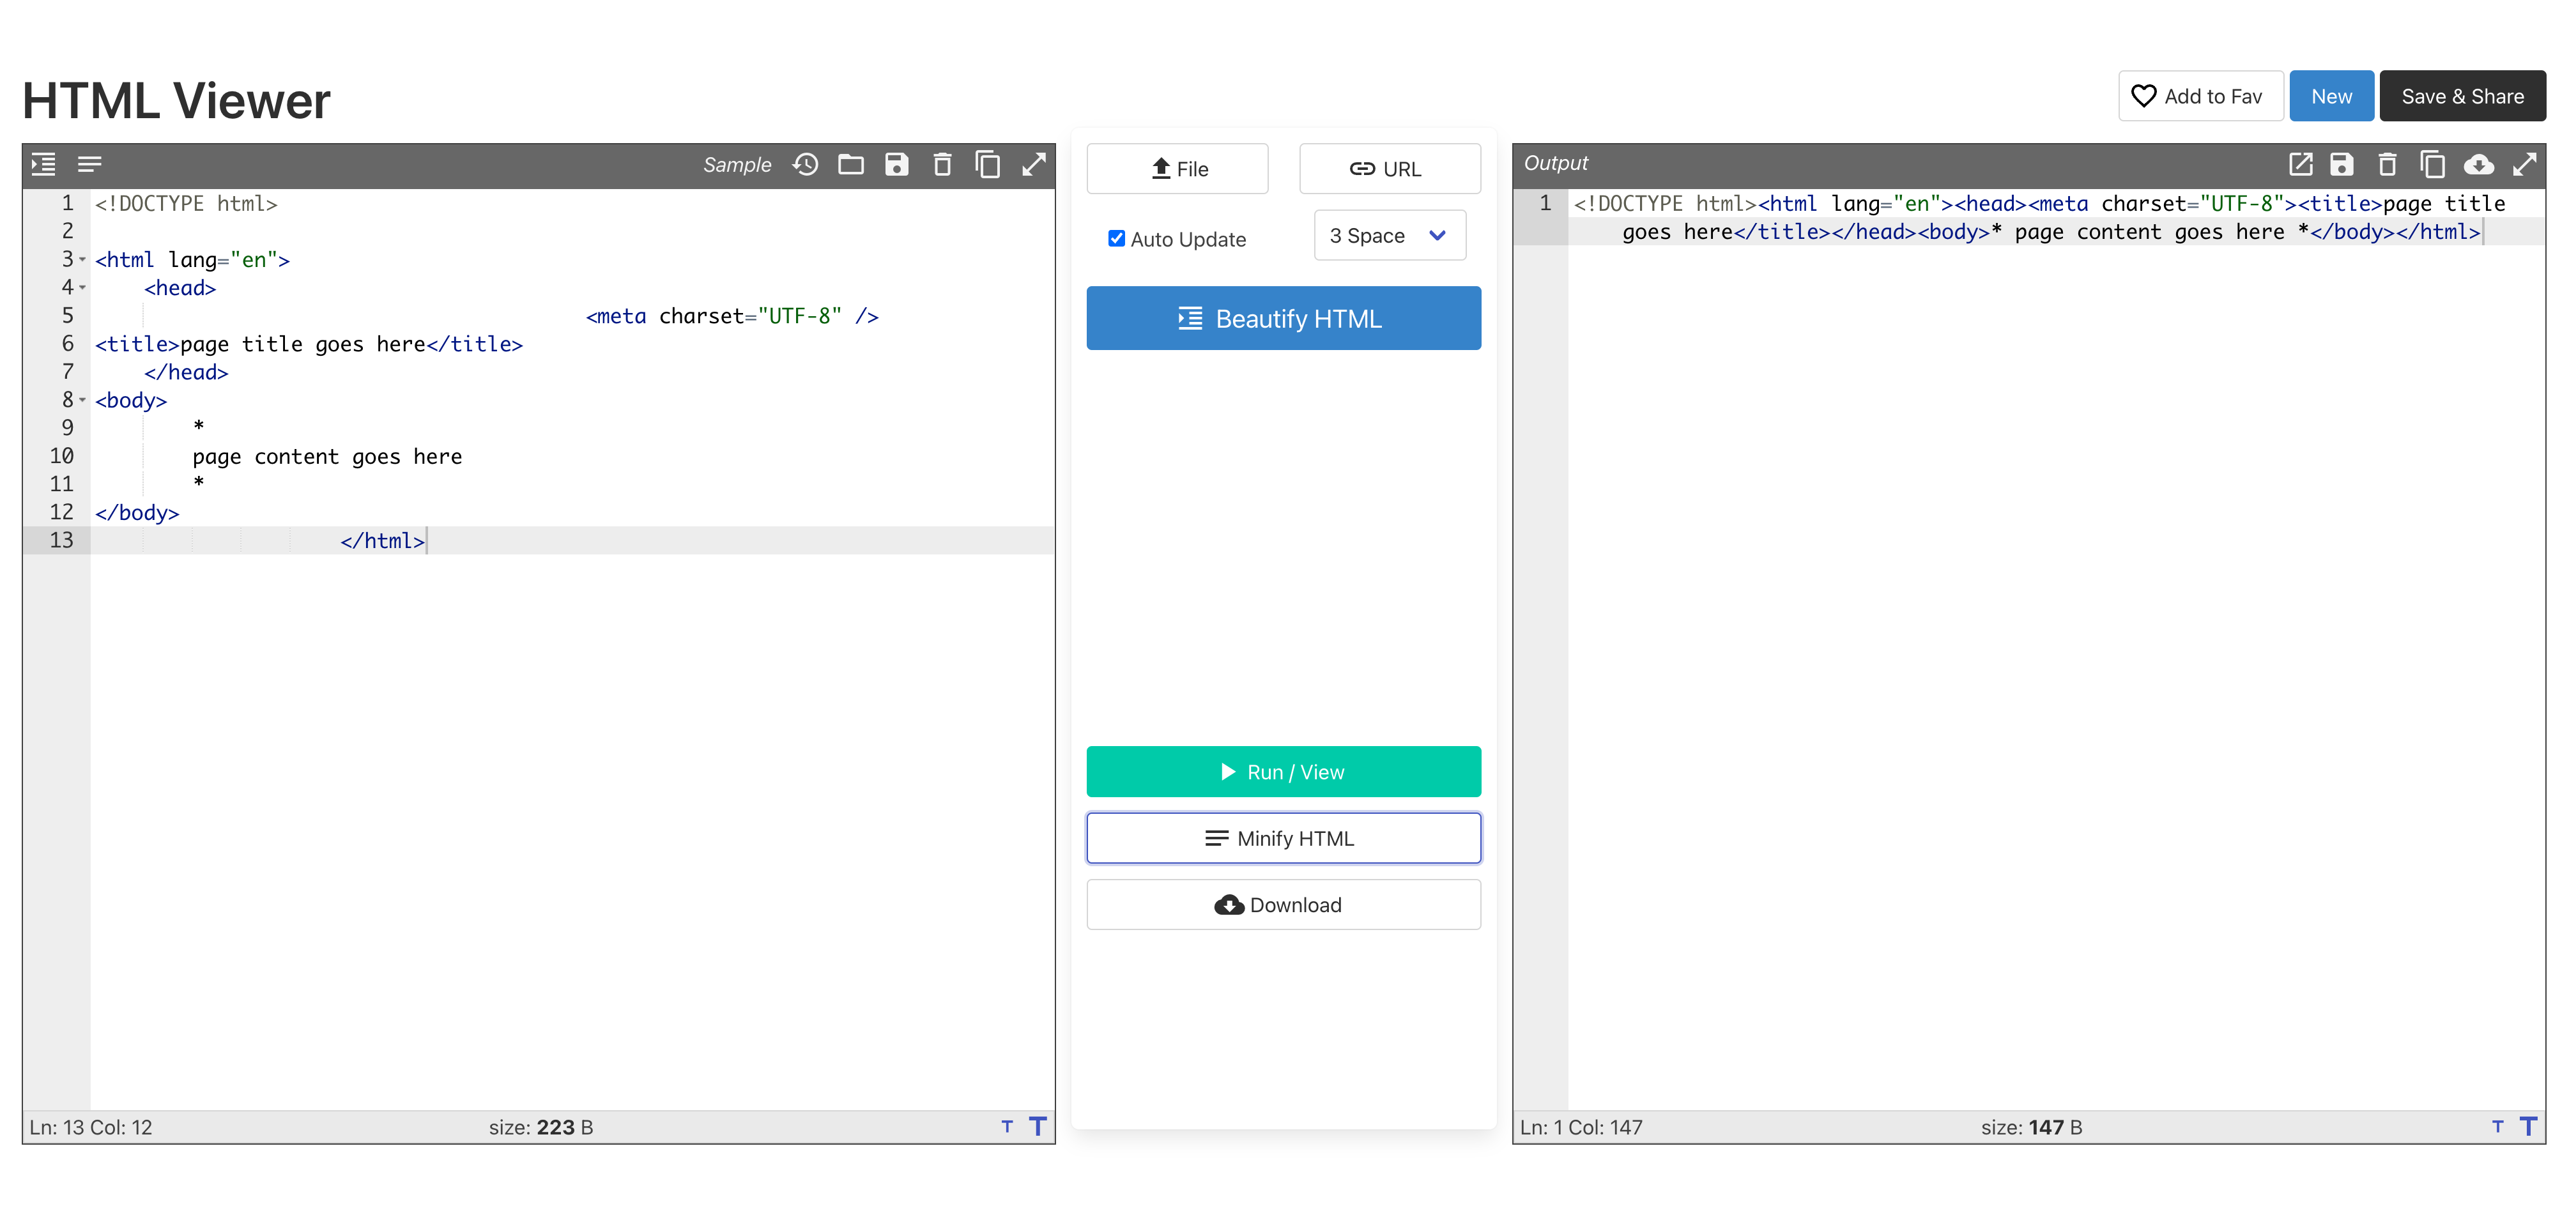 HTML Viewer
Add to Fav
New
Save & Share
Sample
1 <!DOCTYPE html>
2
3 <html lang="en">
4 <head>
5 <meta charset="UTF-8" />
6 <title>page title goes here</title>
7 </head>
8 <body>
9 *
10 page content goes here
11 *
12 </body>
13 </html>
Ln: 13 Col: 12
size: 223 B
T T
File
URL
Auto Update
3 Space
Beautify HTML
Run / View
Minify HTML
Download
Output
1 <!DOCTYPE html><html lang="en"><head><meta charset="UTF-8"><title>page title
goes here</title></head><body>* page content goes here *</body></html>
Ln: 1 Col: 147
size: 147 B
T T